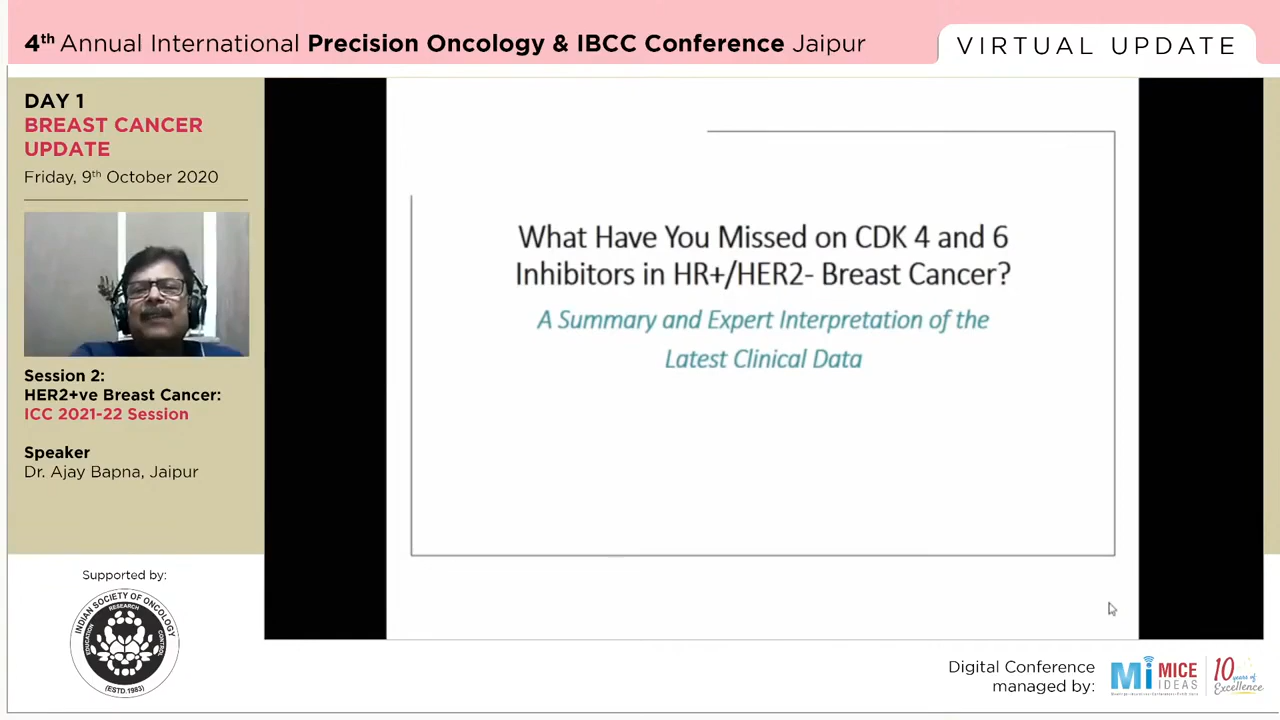 4th Annual International Precision Oncology & IBCC Conference Jaipur
VIRTUAL UPDATE
DAY 1
BREAST CANCER
UPDATE
Friday, 9th October 2020
Session 2:
HER2+ve Breast Cancer:
ICC 2021-22 Session
Speaker
Dr. Ajay Bapna, Jaipur
Supported by:
INDIAN SOCIETY OF ONCOLOGY
RESEARCH
EDUCATION
CONTROL
(ESTD.1983)
What Have You Missed on CDK 4 and 6
Inhibitors in HR+/HER2- Breast Cancer?
A Summary and Expert Interpretation of the
Latest Clinical Data
Digital Conference
managed by:
Mi MICE
IDEAS
10 years of
Excellence